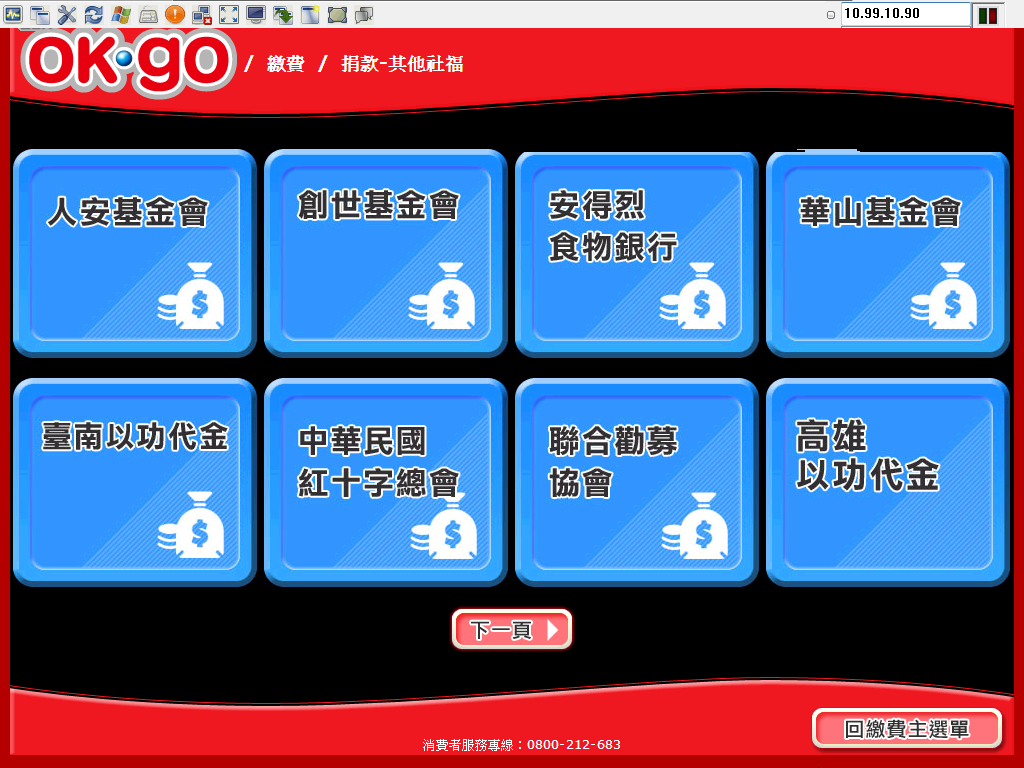 10.99.10.90
OK go / 繳費 / 捐款-其他社福
人安基金會
創世基金會
安得烈
食物銀行
華山基金會
臺南以功代金
中華民國
紅十字總會
聯合勸募
協會
高雄
以功代金
下一頁
回繳費主選單
消費者服務專線：0800-212-683